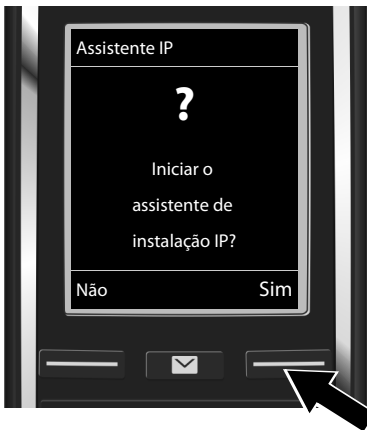 Assistente IP
?
Iniciar o
assistente de
instalação IP?
Não Sim